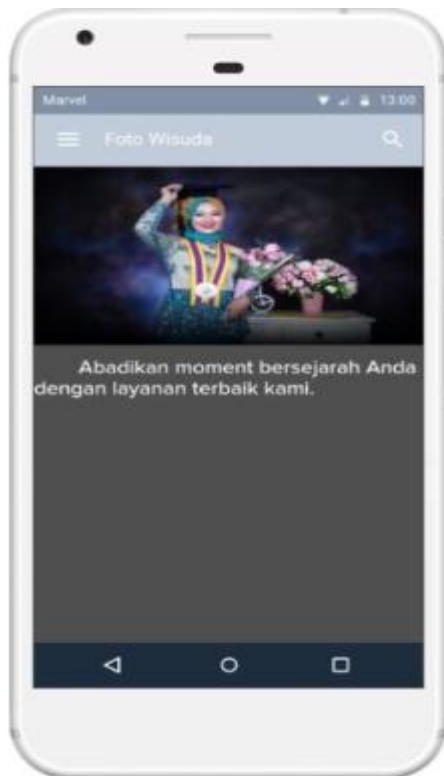 Marvel 13:00
Foto Wisuda
Abadikan moment bersejarah Anda
dengan layanan terbaik kami.